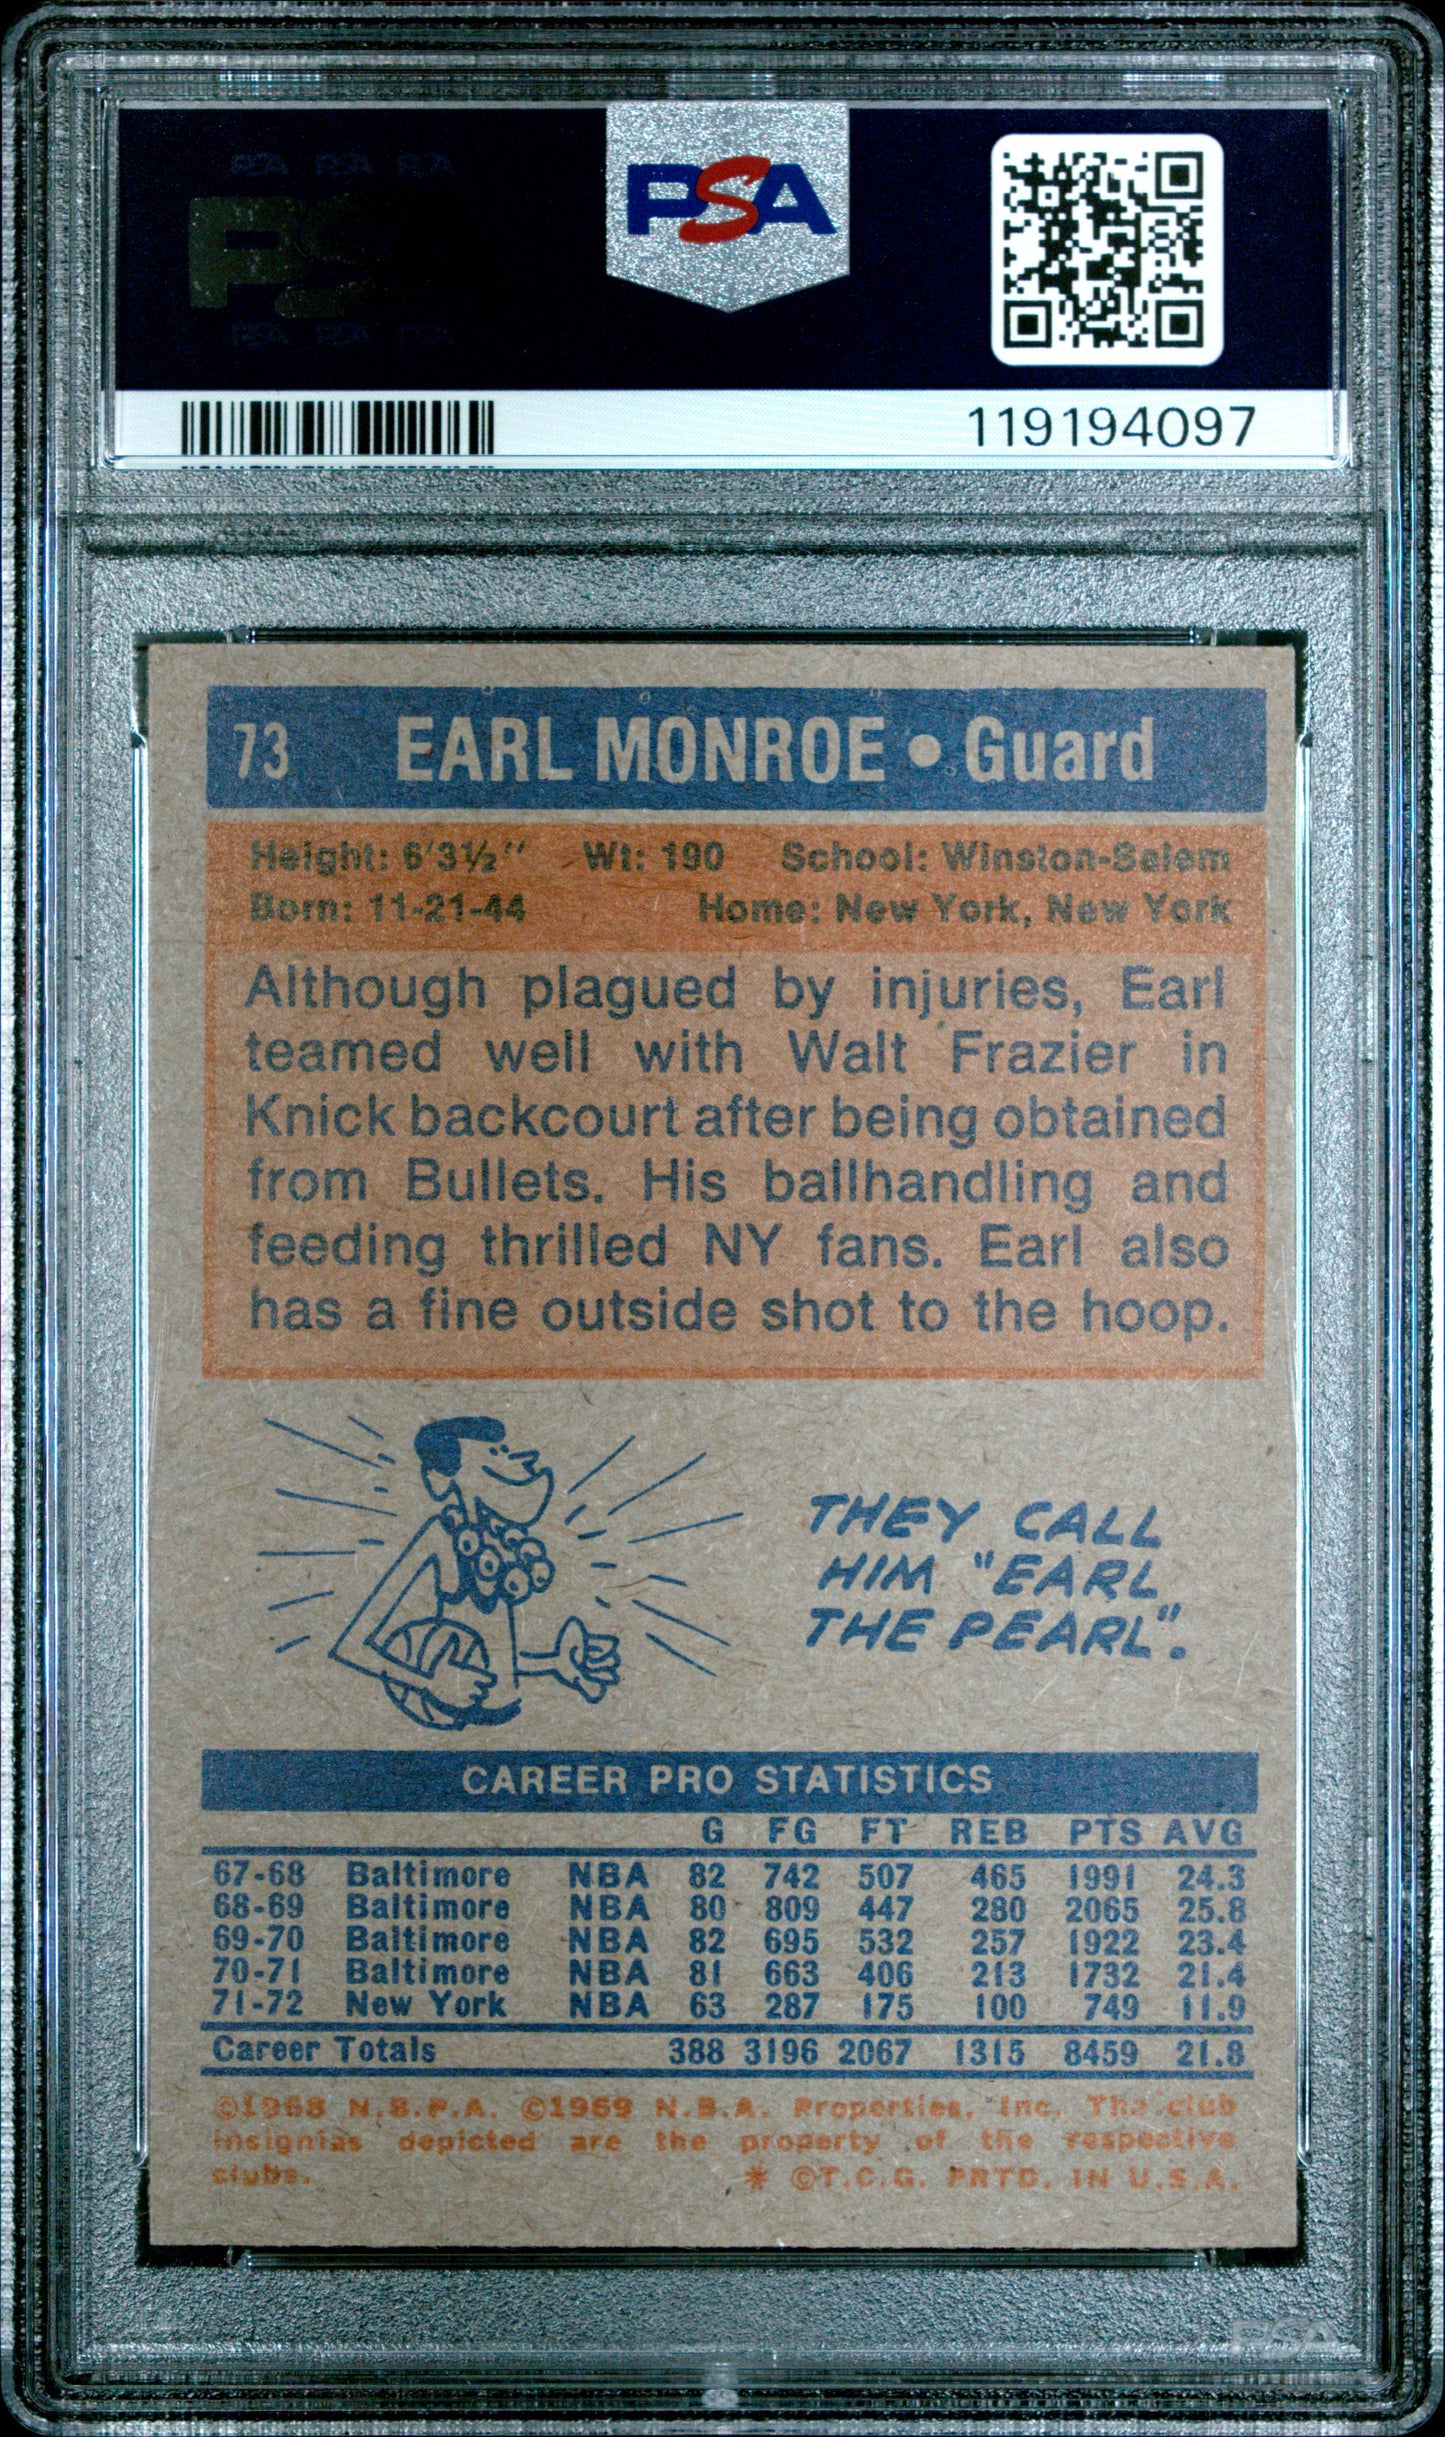 PSA
119194097
73 EARL MONROE • Guard
Height: 6'3½" Wt: 190 School: Winston-Salem
Born: 11-21-44 Home: New York, New York
Although plagued by injuries, Earl
teamed well with Walt Frazier in
Knick backcourt after being obtained
from Bullets. His ballhandling and
feeding thrilled NY fans. Earl also
has a fine outside shot to the hoop.
THEY CALL
HIM "EARL
THE PEARL".
CAREER PRO STATISTICS
G FG FT REB PTS AVG
67-68 Baltimore NBA 82 742 507 465 1991 24.3
68-69 Baltimore NBA 80 809 447 280 2065 25.8
69-70 Baltimore NBA 82 695 532 257 1922 23.4
70-71 Baltimore NBA 81 663 406 213 1732 21.4
71-72 New York NBA 63 287 175 100 749 11.9
Career Totals 388 3196 2067 1315 8459 21.8
©1968 N.B.P.A. ©1969 N.B.A. Properties, Inc. The club
insignias depicted are the property of the respective
clubs. * ©T.C.G. PRTD. IN U.S.A.
PSA